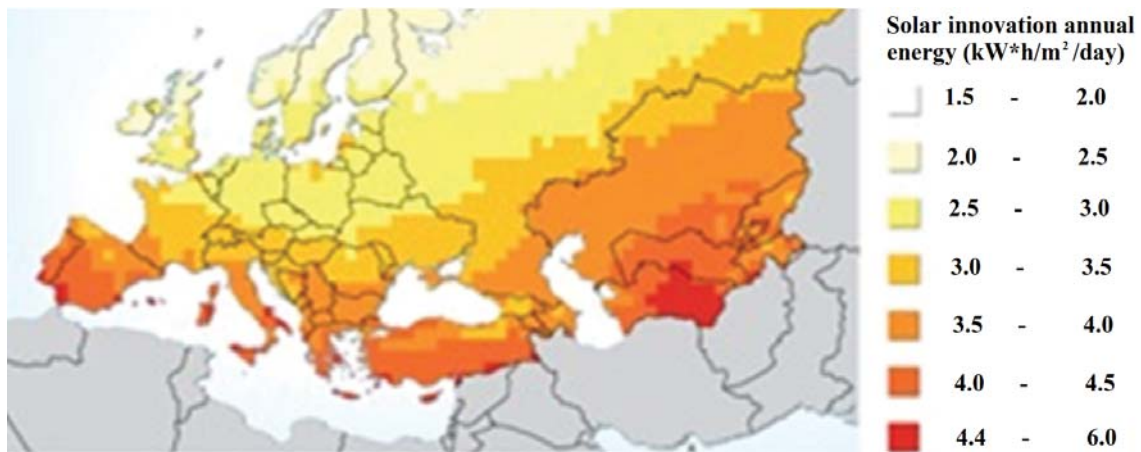 Solar innovation annual
energy (kW*h/m²/day)
1.5 - 2.0
2.0 - 2.5
2.5 - 3.0
3.0 - 3.5
3.5 - 4.0
4.0 - 4.5
4.4 - 6.0